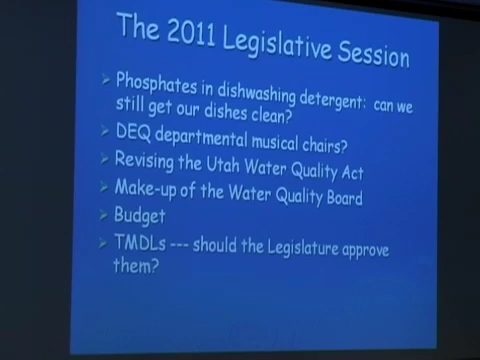 The 2011 Legislative Session
Phosphates in dishwashing detergent: can we
still get our dishes clean?
DEQ departmental musical chairs?
Revising the Utah Water Quality Act
Make-up of the Water Quality Board
Budget
TMDLs --- should the Legislature approve
them?